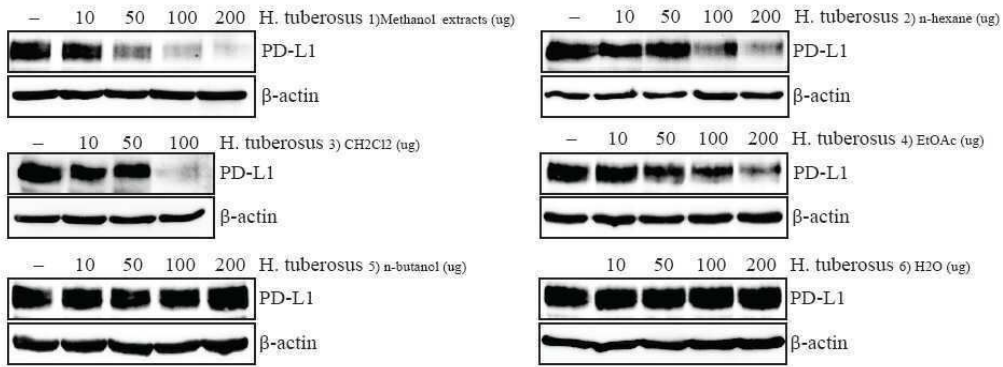 – 10 50 100 200 H. tuberosus 1)Methanol extracts (ug)
PD-L1
β-actin
– 10 50 100 200 H. tuberosus 2) n-hexane (ug)
PD-L1
β-actin
– 10 50 100 H. tuberosus 3) CH2Cl2 (ug)
PD-L1
β-actin
– 10 50 100 200 H. tuberosus 4) EtOAc (ug)
PD-L1
β-actin
– 10 50 100 200 H. tuberosus 5) n-butanol (ug)
PD-L1
β-actin
10 50 100 200 H. tuberosus 6) H2O (ug)
PD-L1
β-actin